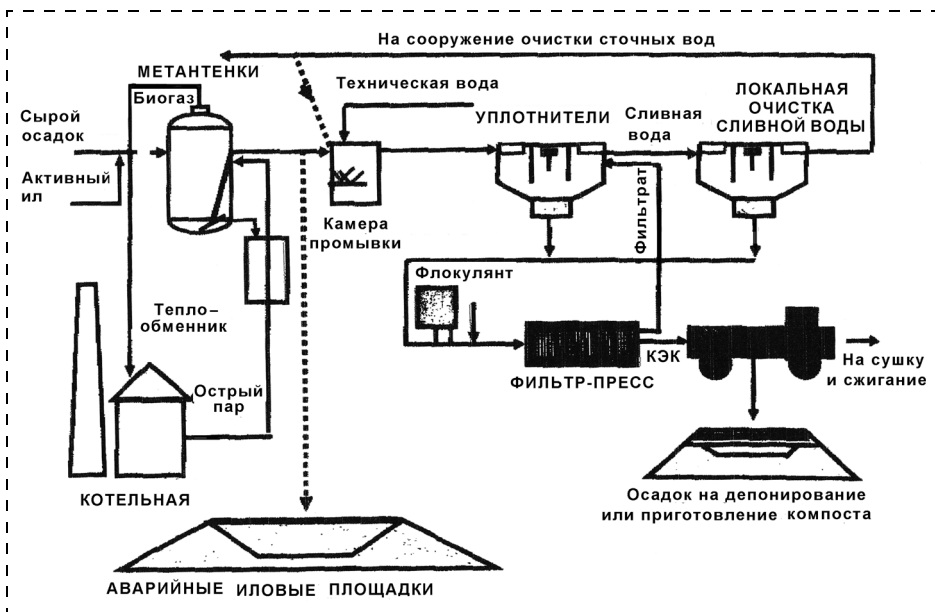 На сооружение очистки сточных вод
МЕТАНТЕНКИ
Биогаз
Техническая вода
ЛОКАЛЬНАЯ
ОЧИСТКА
СЛИВНОЙ ВОДЫ
Сырой
осадок
УПЛОТНИТЕЛИ
Сливная
вода
Активный
ил
Камера
промывки
Фильтрат
Флокулянт
Тепло–
обменник
КЭК
На сушку
и сжигание
ФИЛЬТР-ПРЕСС
Острый
пар
КОТЕЛЬНАЯ
Осадок на депонирование
или приготовление компоста
АВАРИЙНЫЕ ИЛОВЫЕ ПЛОЩАДКИ